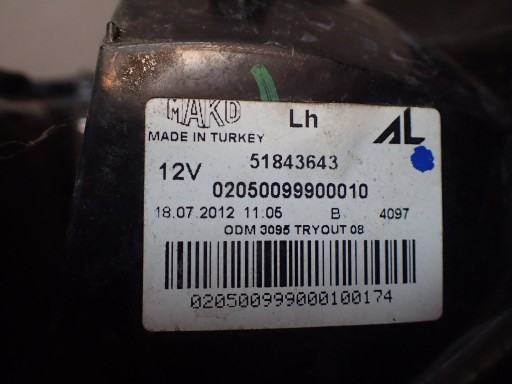 MAKO Lh AL
MADE IN TURKEY
12V 51843643
02050099900010
18.07.2012 11.05 B 4097
ODM 3095 TRYOUT 08
020500999000100174